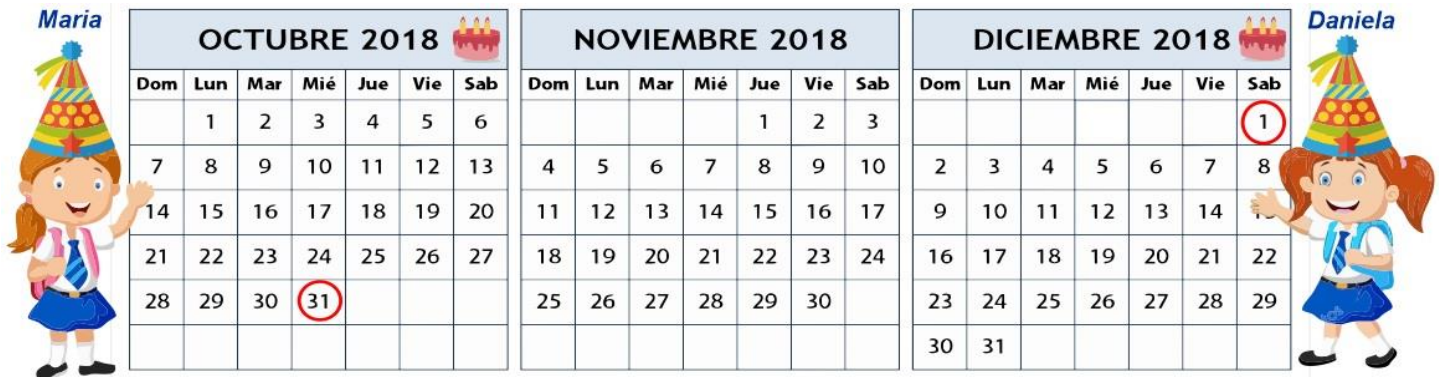 Maria
OCTUBRE 2018
Dom Lun Mar Mié Jue Vie Sab
1 2 3 4 5 6
7 8 9 10 11 12 13
14 15 16 17 18 19 20
21 22 23 24 25 26 27
28 29 30 31
NOVIEMBRE 2018
Dom Lun Mar Mié Jue Vie Sab
1 2 3
4 5 6 7 8 9 10
11 12 13 14 15 16 17
18 19 20 21 22 23 24
25 26 27 28 29 30
DICIEMBRE 2018
Dom Lun Mar Mié Jue Vie Sab
1
2 3 4 5 6 7 8
9 10 11 12 13 14
16 17 18 19 20 21 22
23 24 25 26 27 28 29
30 31
Daniela